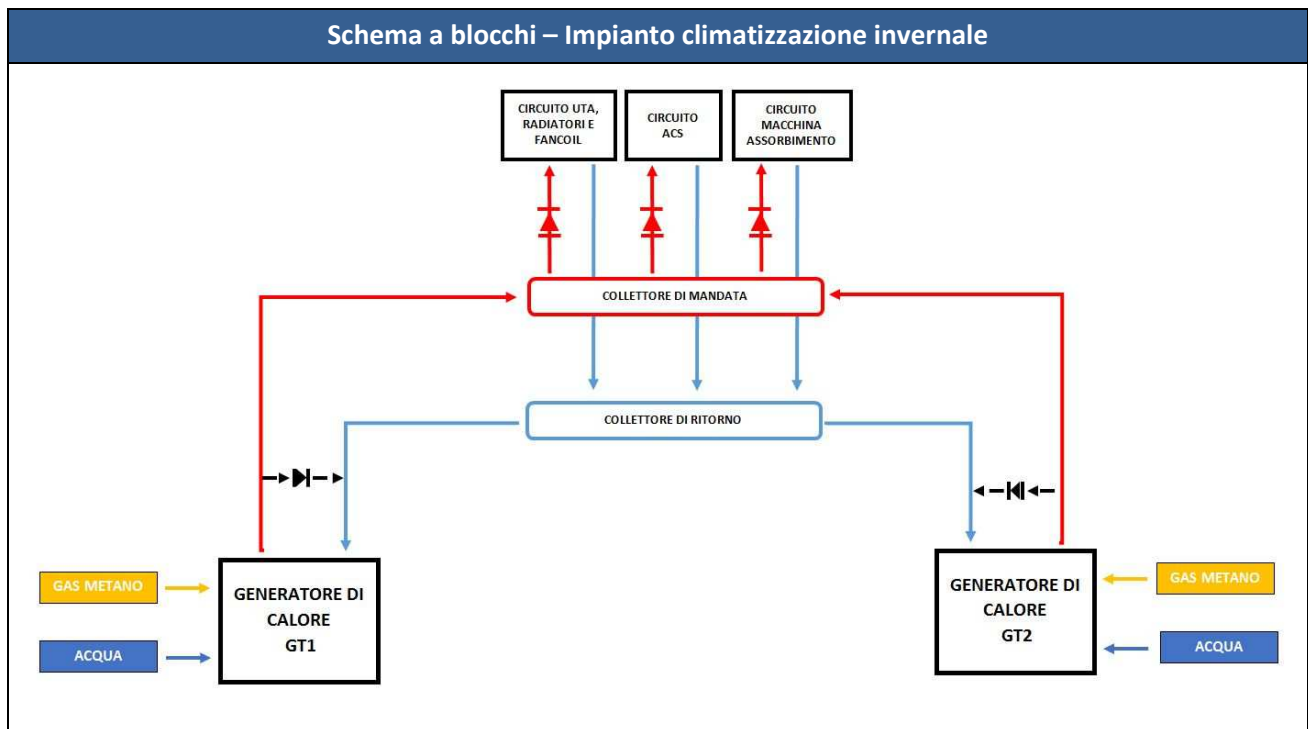 Schema a blocchi – Impianto climatizzazione invernale
CIRCUITO UTA,
RADIATORI E
FANCOIL
CIRCUITO
ACS
CIRCUITO
MACCHINA
ASSORBIMENTO
COLLETTORE DI MANDATA
COLLETTORE DI RITORNO
GAS METANO
ACQUA
GENERATORE DI
CALORE
GT1
GENERATORE DI
CALORE
GT2
GAS METANO
ACQUA